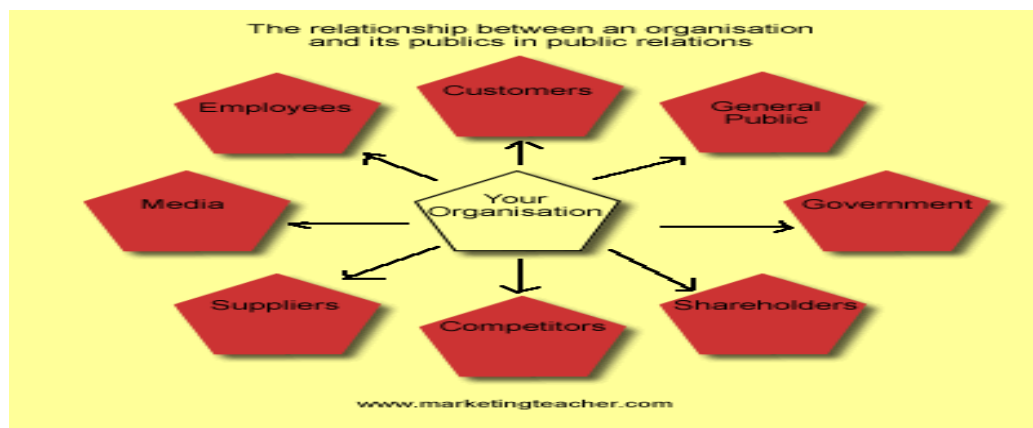 The relationship between an organisation
and its publics in public relations
Employees
Customers
General
Public
Media
Your
Organisation
Government
Suppliers
Competitors
Shareholders
www.marketingteacher.com